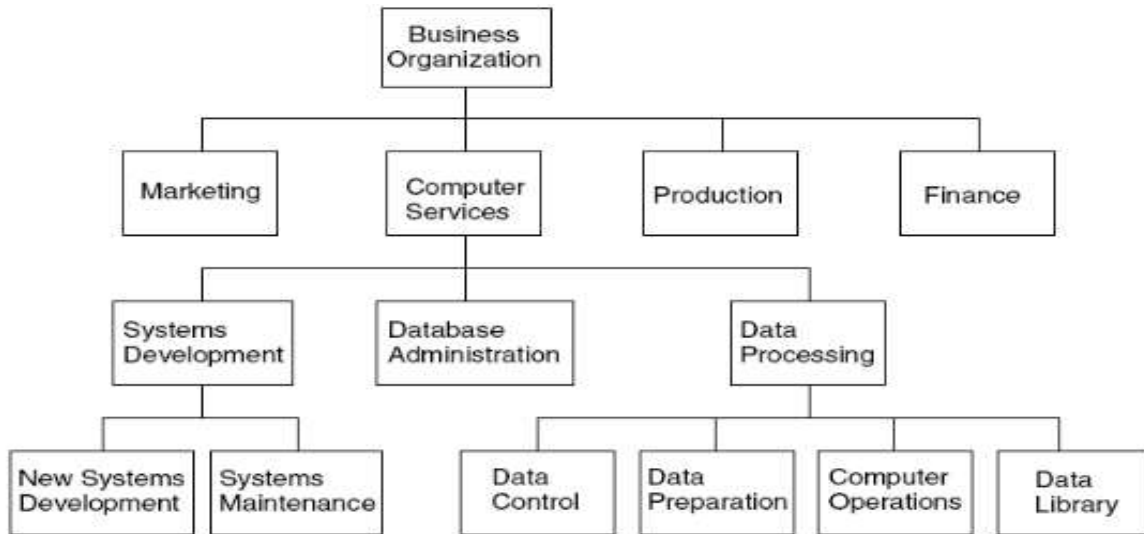 Business
Organization
Marketing
Computer
Services
Production
Finance
Systems
Development
Database
Administration
Data
Processing
New Systems
Development
Systems
Maintenance
Data
Control
Data
Preparation
Computer
Operations
Data
Library